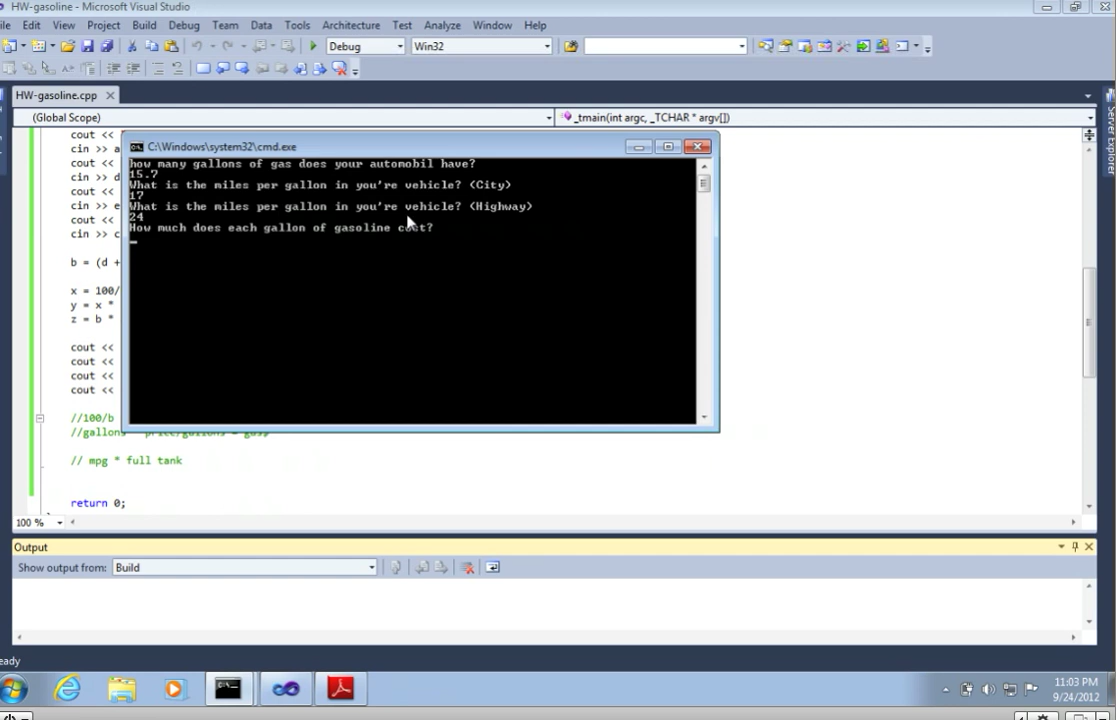 HW-gasoline - Microsoft Visual Studio
ile Edit View Project Build Debug Team Data Tools Architecture Test Analyze Window Help
Debug Win32
HW-gasoline.cpp
(Global Scope) _tmain(int argc, _TCHAR * argv[])
Server Explorer
cout <<
cin >> a
cout <<
cin >> d
cout <<
cin >> e
cout <<
cin >> c
b = (d +
x = 100/
y = x *
z = b *
cout <<
cout <<
cout <<
cout <<
//100/b
//gallons
// mpg * full tank
return 0;
C:\Windows\system32\cmd.exe
how many gallons of gas does your automobil have?
15.7
What is the miles per gallon in you're vehicle? (City)
17
What is the miles per gallon in you're vehicle? (Highway)
24
How much does each gallon of gasoline cost?
100 %
Output
Show output from: Build
eady
11:03 PM
9/24/2012